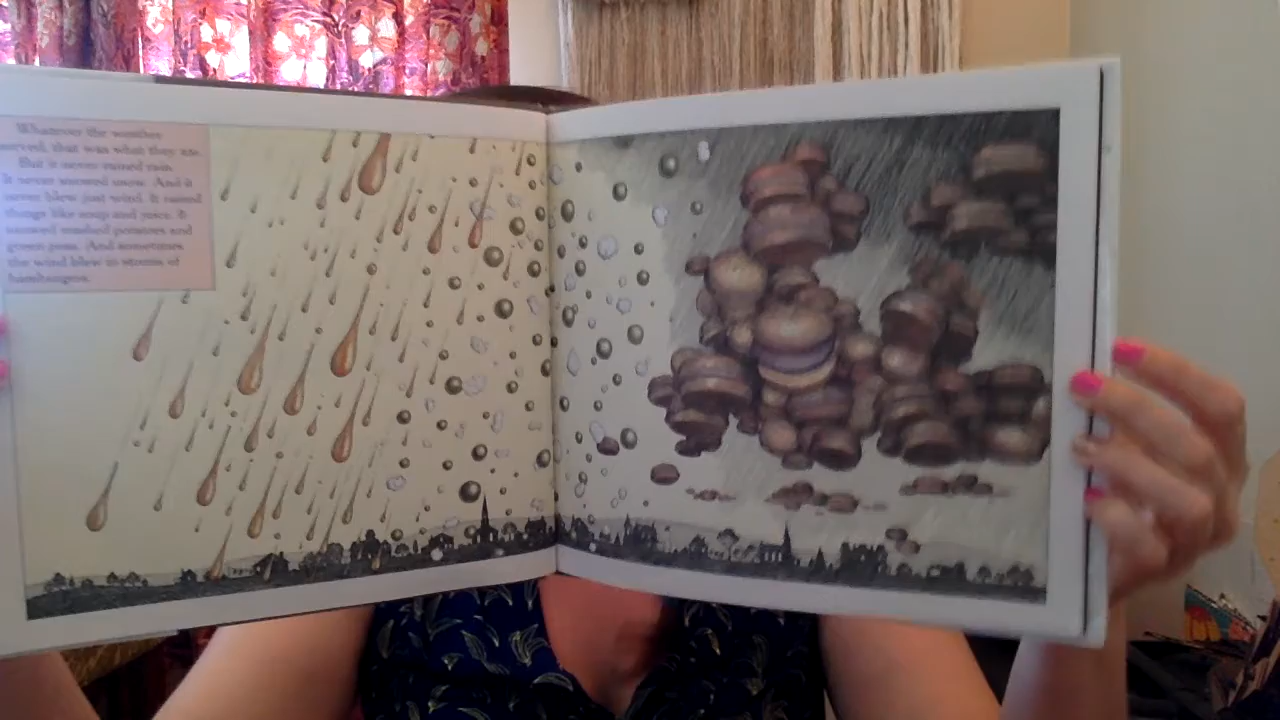 Whatever the weather
served, that was what they ate.
But it never rained rain.
It never snowed snow. And it
never blew just wind. It rained
things like soup and juice. It
snowed mashed potatoes and
green peas. And sometimes
the wind blew in storms of
hamburgers.